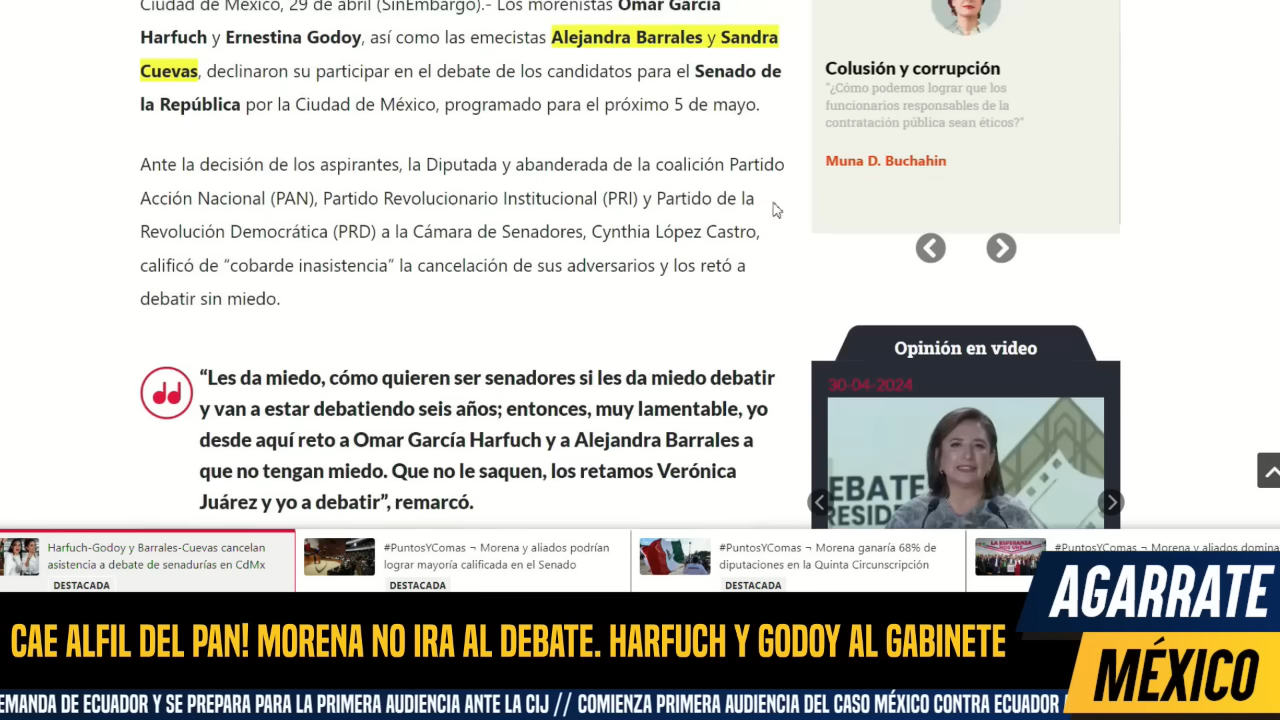 Ciudad de México, 29 de abril (SinEmbargo).- Los morenistas Omar García
Harfuch y Ernestina Godoy, así como las emecistas Alejandra Barrales y Sandra
Cuevas, declinaron su participar en el debate de los candidatos para el Senado de
la República por la Ciudad de México, programado para el próximo 5 de mayo.
Ante la decisión de los aspirantes, la Diputada y abanderada de la coalición Partido
Acción Nacional (PAN), Partido Revolucionario Institucional (PRI) y Partido de la
Revolución Democrática (PRD) a la Cámara de Senadores, Cynthia López Castro,
calificó de “cobarde inasistencia” la cancelación de sus adversarios y los retó a
debatir sin miedo.
“Les da miedo, cómo quieren ser senadores si les da miedo debatir
y van a estar debatiendo seis años; entonces, muy lamentable, yo
desde aquí reto a Omar García Harfuch y a Alejandra Barrales a
que no tengan miedo. Que no le saquen, los retamos Verónica
Juárez y yo a debatir”, remarcó.
Colusión y corrupción
"¿Cómo podemos lograr que los
funcionarios responsables de la
contratación pública sean éticos?"
Muna D. Buchahin
Opinión en video
30-04-2024
EBATE
RESID
Harfuch-Godoy y Barrales-Cuevas cancelan
asistencia a debate de senadurías en CdMx
DESTACADA
#PuntosYComas ¬ Morena y aliados podrían
lograr mayoría calificada en el Senado
DESTACADA
#PuntosYComas ¬ Morena ganaría 68% de
diputaciones en la Quinta Circunscripción
DESTACADA
#PuntosYComas ¬ Morena y aliados domina
AGARRATE
MÉXICO
CAE ALFIL DEL PAN! MORENA NO IRA AL DEBATE. HARFUCH Y GODOY AL GABINETE
EMANDA DE ECUADOR Y SE PREPARA PARA LA PRIMERA AUDIENCIA ANTE LA CIJ // COMIENZA PRIMERA AUDIENCIA DEL CASO MÉXICO CONTRA ECUADOR